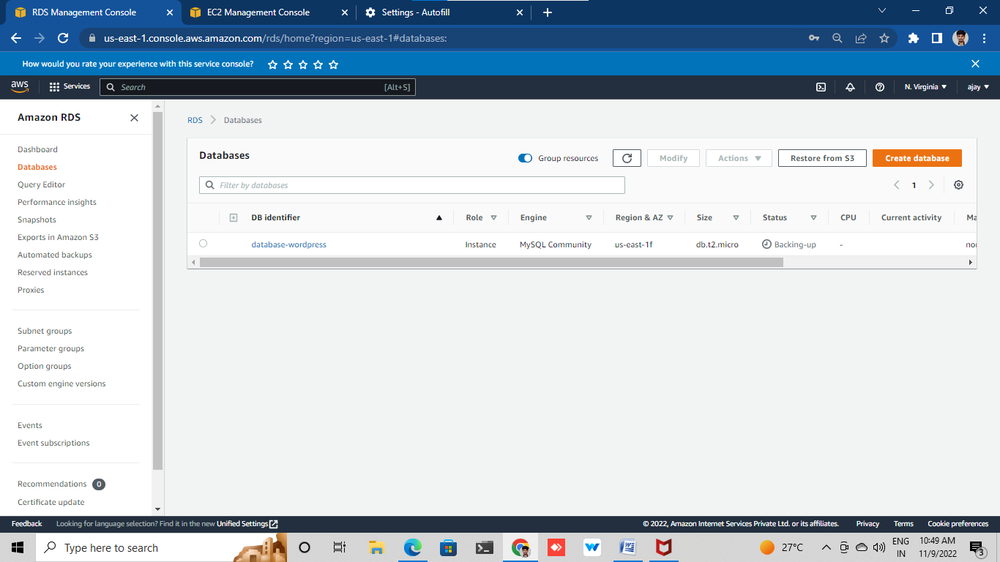 RDS Management Console
EC2 Management Console
Settings - Autofill
us-east-1.console.aws.amazon.com/rds/home?region=us-east-1#databases:
How would you rate your experience with this service console?
aws
Services
Search
[Alt+S]
N. Virginia
ajay
Amazon RDS
Dashboard
Databases
Query Editor
Performance insights
Snapshots
Exports in Amazon S3
Automated backups
Reserved instances
Proxies
Subnet groups
Parameter groups
Option groups
Custom engine versions
Events
Event subscriptions
Recommendations 0
Certificate update
RDS
Databases
Databases
Group resources
Modify
Actions
Restore from S3
Create database
Filter by databases
1
DB identifier Role Engine Region & AZ Size Status CPU Current activity Ma
database-wordpress Instance MySQL Community us-east-1f db.t2.micro Backing-up - no
Feedback
Looking for language selection? Find it in the new Unified Settings
© 2022, Amazon Internet Services Private Ltd. or its affiliates.
Privacy
Terms
Cookie preferences
Type here to search
27°C
ENG
IN
10:49 AM
11/9/2022
3